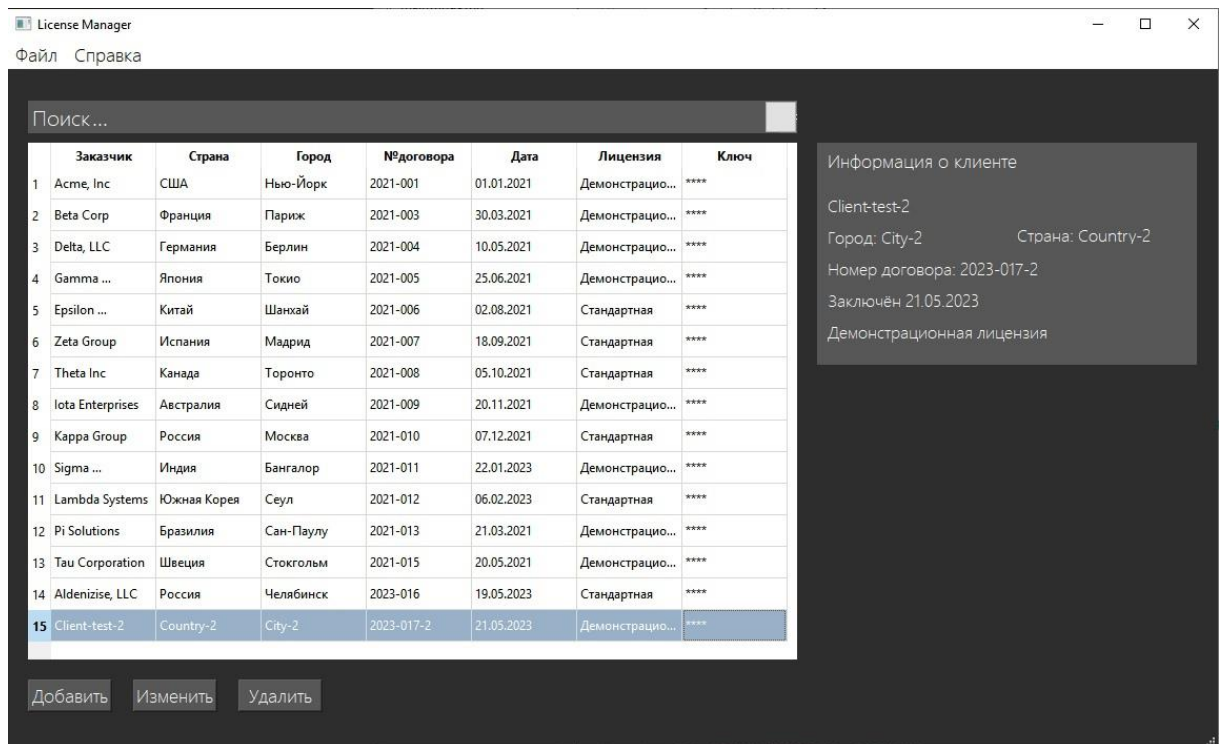 License Manager
Файл Справка
Поиск...
Заказчик Страна Город №договора Дата Лицензия Ключ
1 Acme, Inc США Нью-Йорк 2021-001 01.01.2021 Демонстрацио... ****
2 Beta Corp Франция Париж 2021-003 30.03.2021 Демонстрацио... ****
3 Delta, LLC Германия Берлин 2021-004 10.05.2021 Демонстрацио... ****
4 Gamma ... Япония Токио 2021-005 25.06.2021 Демонстрацио... ****
5 Epsilon ... Китай Шанхай 2021-006 02.08.2021 Стандартная ****
6 Zeta Group Испания Мадрид 2021-007 18.09.2021 Стандартная ****
7 Theta Inc Канада Торонто 2021-008 05.10.2021 Стандартная ****
8 Iota Enterprises Австралия Сидней 2021-009 20.11.2021 Демонстрацио... ****
9 Kappa Group Россия Москва 2021-010 07.12.2021 Стандартная ****
10 Sigma ... Индия Бангалор 2021-011 22.01.2023 Демонстрацио... ****
11 Lambda Systems Южная Корея Сеул 2021-012 06.02.2023 Стандартная ****
12 Pi Solutions Бразилия Сан-Паулу 2021-013 21.03.2021 Демонстрацио... ****
13 Tau Corporation Швеция Стокгольм 2021-015 20.05.2021 Демонстрацио... ****
14 Aldenizise, LLC Россия Челябинск 2023-016 19.05.2023 Стандартная ****
15 Client-test-2 Country-2 City-2 2023-017-2 21.05.2023 Демонстрацио... ****
Информация о клиенте
Client-test-2
Город: City-2 Страна: Country-2
Номер договора: 2023-017-2
Заключён 21.05.2023
Демонстрационная лицензия
Добавить Изменить Удалить